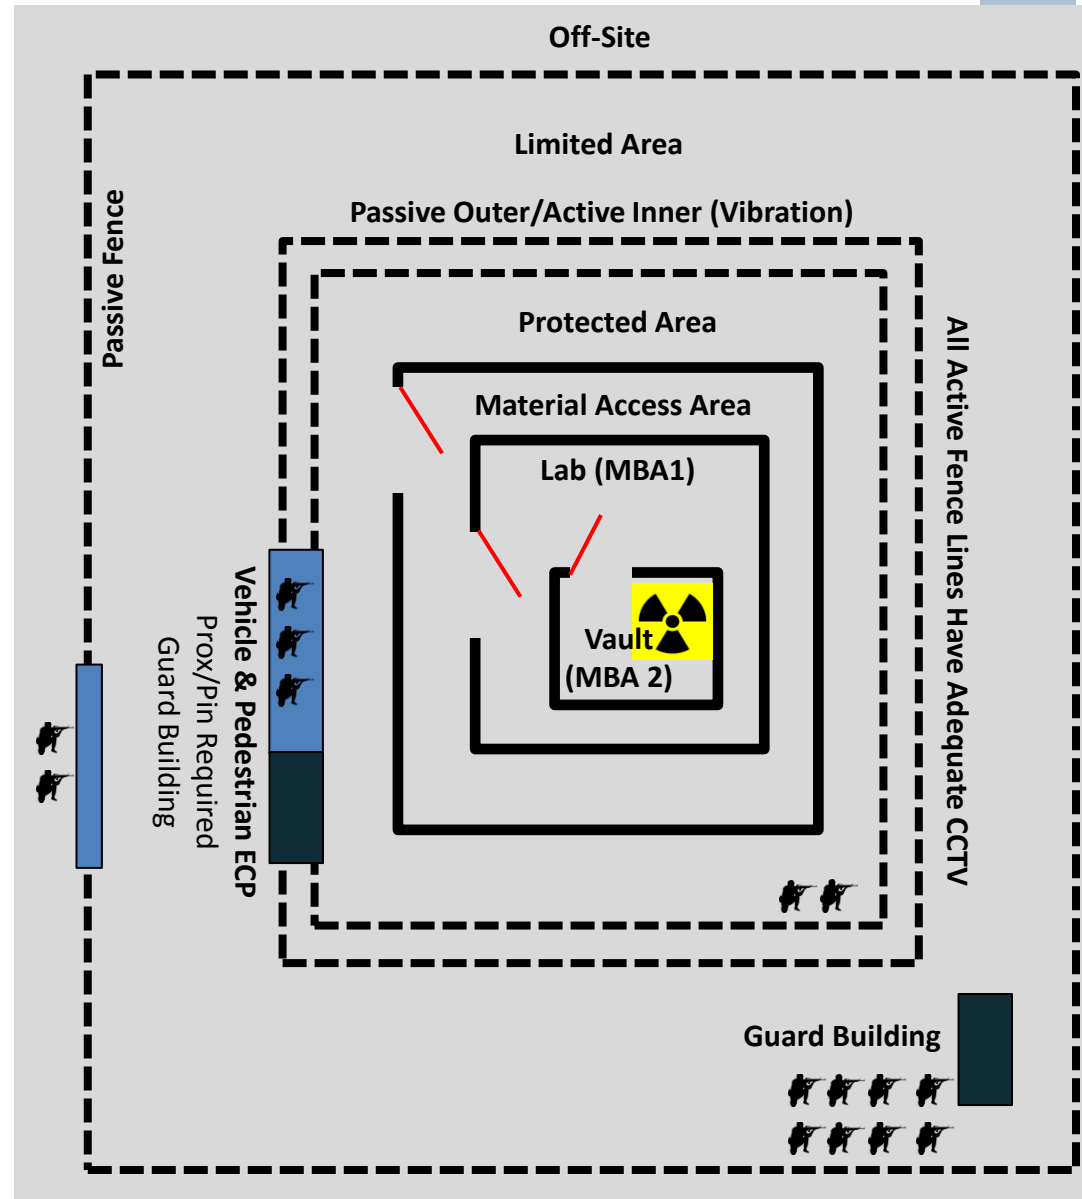 Off-Site
Limited Area
Passive Outer/Active Inner (Vibration)
Passive Fence
Protected Area
All Active Fence Lines Have Adequate CCTV
Material Access Area
Lab (MBA1)
Vault
(MBA 2)
Vehicle & Pedestrian ECP
Prox/Pin Required
Guard Building
Guard Building